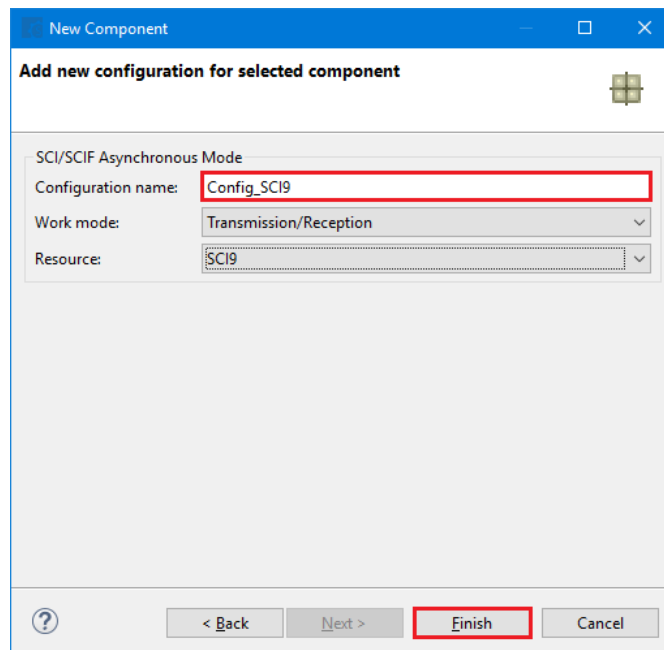 New Component
Add new configuration for selected component
SCI/SCIF Asynchronous Mode
Configuration name: Config_SCI9
Work mode: Transmission/Reception
Resource: SCI9
? < Back Next > Finish Cancel